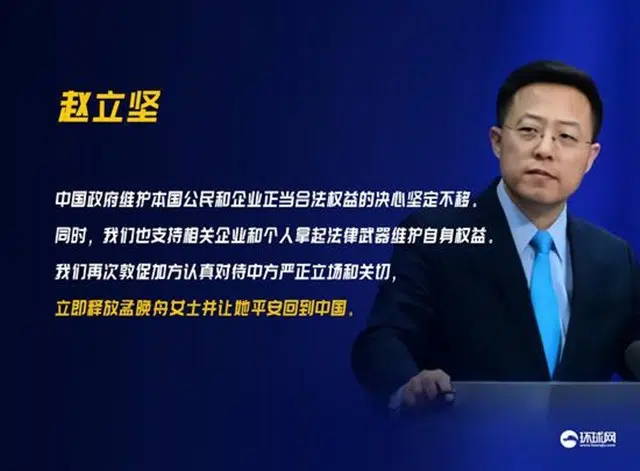 赵立坚
中国政府维护本国公民和企业正当合法权益的决心坚定不移。
同时，我们也支持相关企业和个人拿起法律武器维护自身权益。
我们再次敦促加方认真对待中方严正立场和关切，
立即释放孟晚舟女士并让她平安回到中国。
环球网
www.huanqiu.com